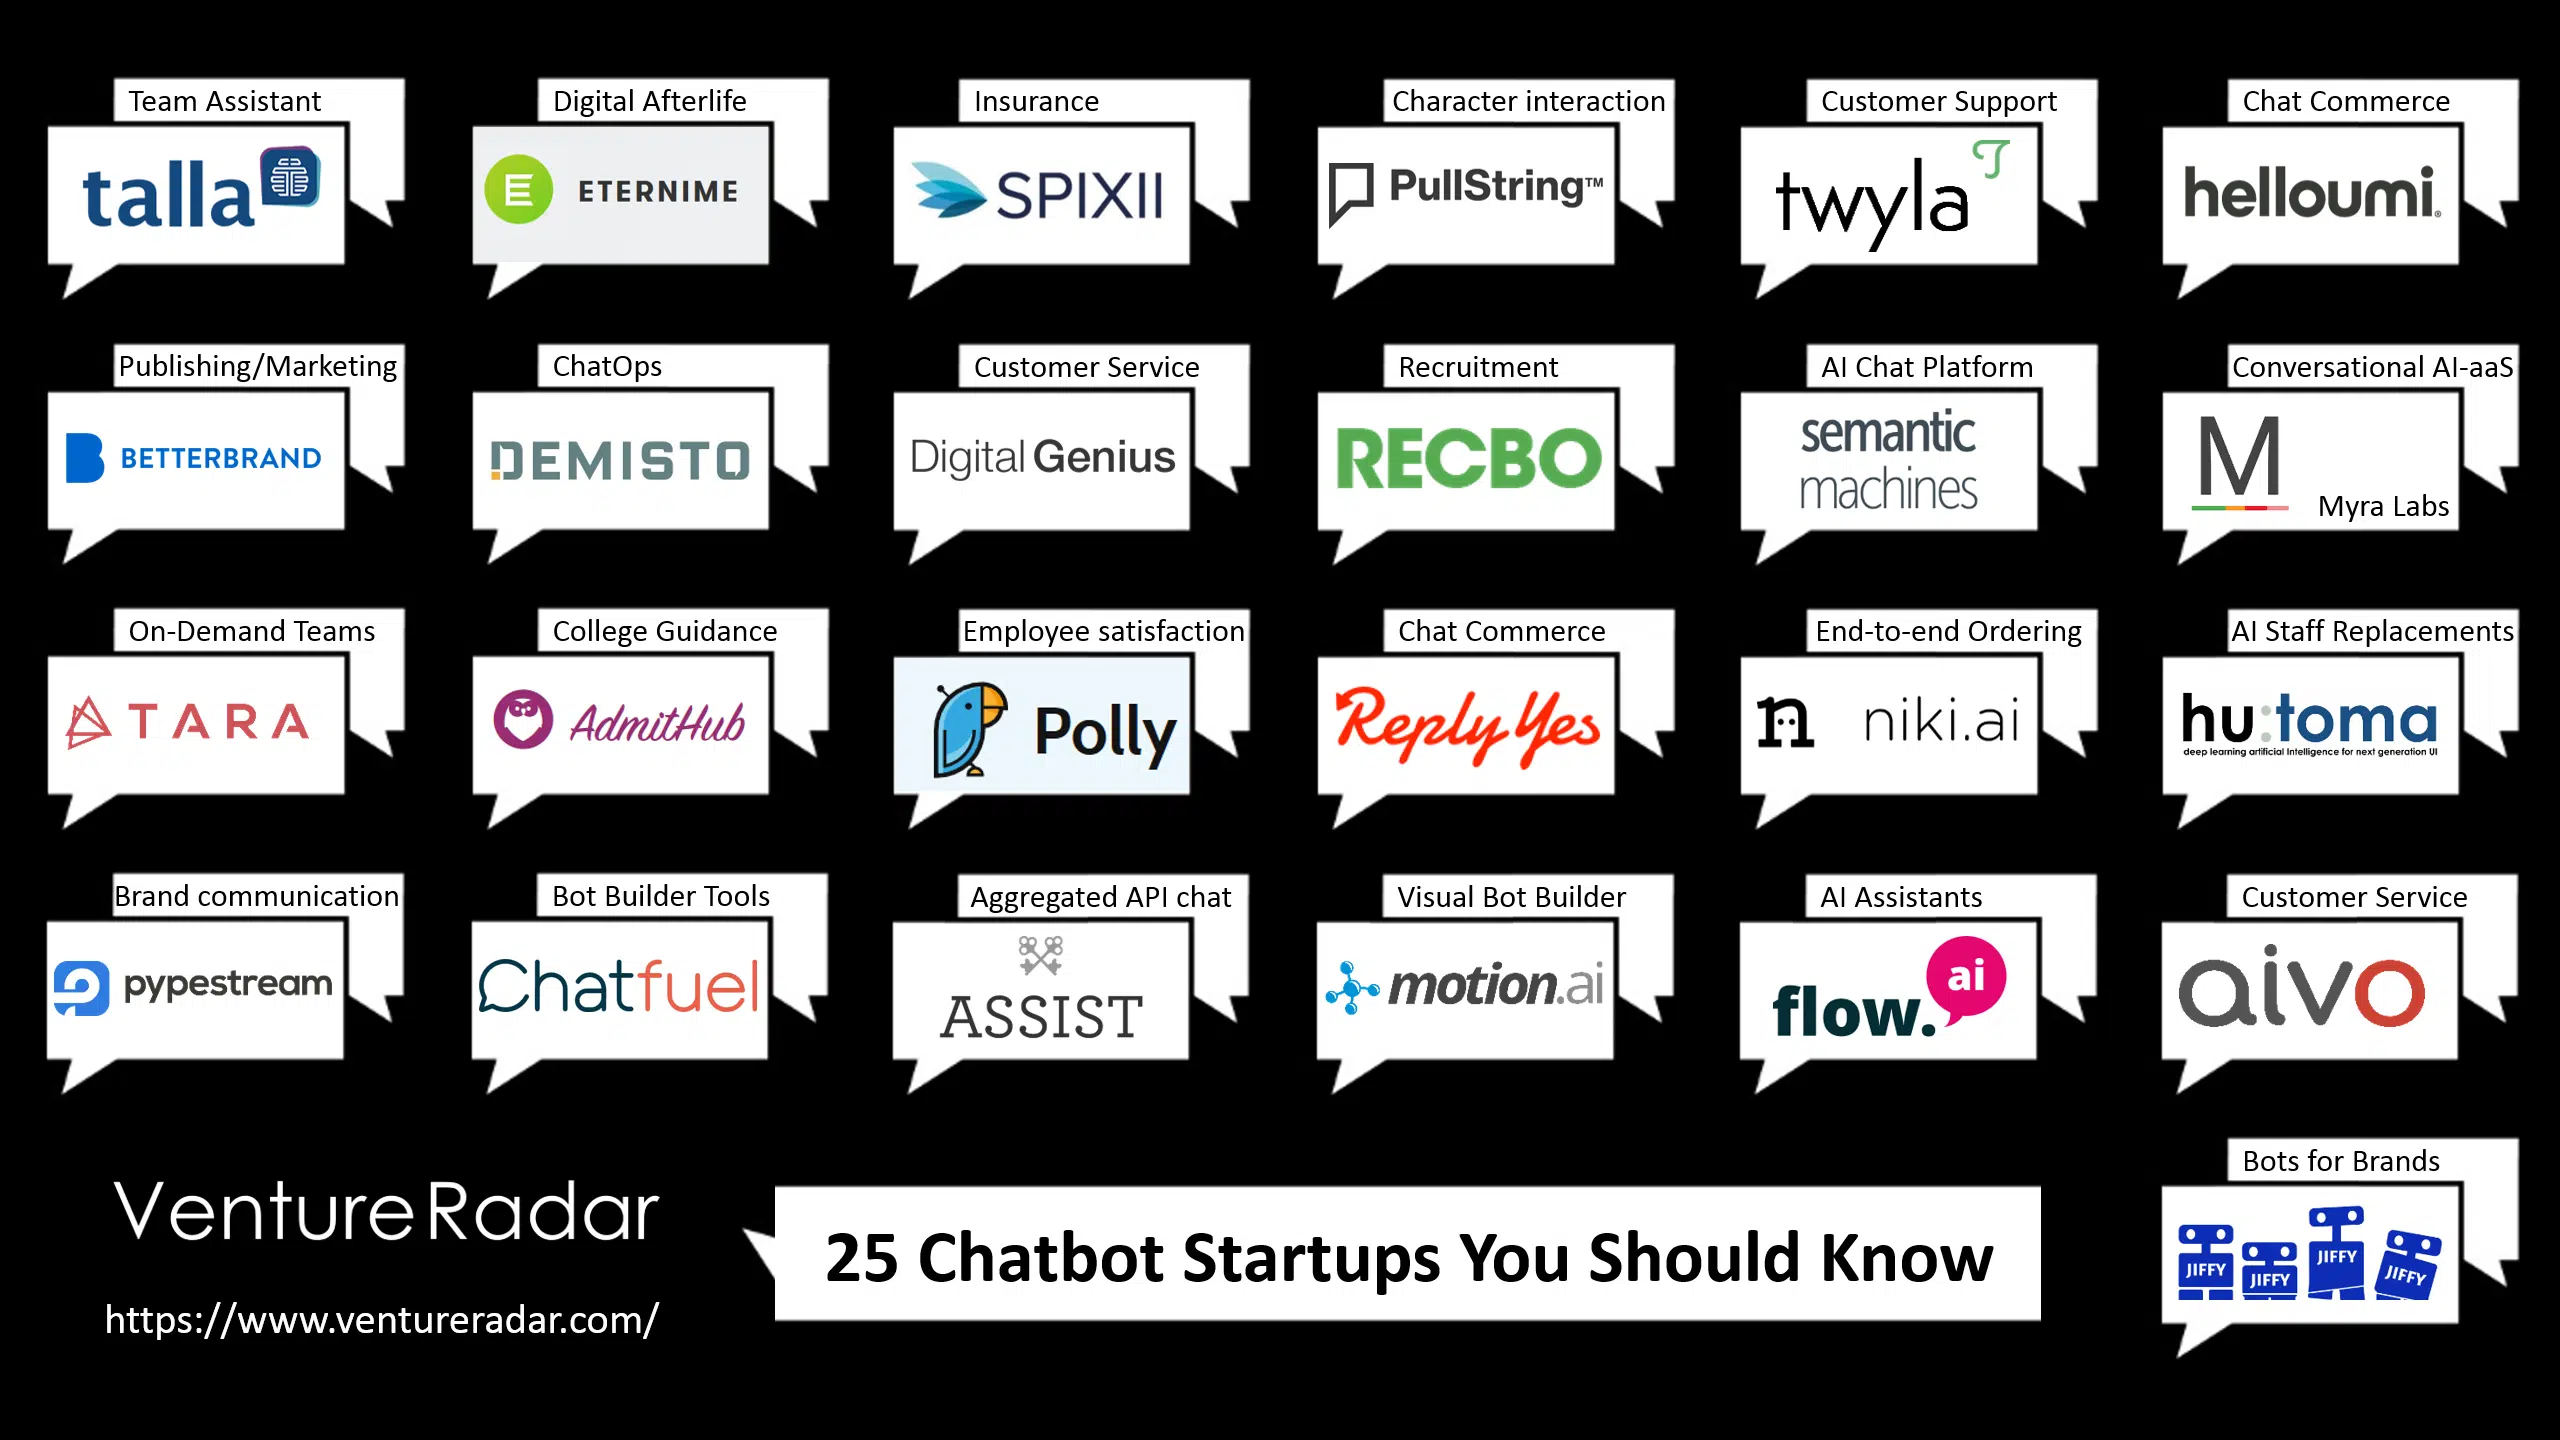 Team Assistant
talla
Digital Afterlife
E ETERNIME
Insurance
SPIXII
Character interaction
PullString™
Customer Support
twyla
T
Chat Commerce
helloumi®
Publishing/Marketing
B BETTERBRAND
ChatOps
DEMISTO
Customer Service
Digital Genius
Recruitment
RECBO
AI Chat Platform
semantic
machines
Conversational AI-aaS
M
Myra Labs
On-Demand Teams
TARA
College Guidance
AdmitHub
Employee satisfaction
Polly
Chat Commerce
ReplyYes
End-to-end Ordering
n niki.ai
AI Staff Replacements
hu:toma
deep learning artificial Intelligence for next generation UI
Brand communication
pypestream
Bot Builder Tools
Chatfuel
Aggregated API chat
ASSIST
Visual Bot Builder
motion.ai
AI Assistants
flow.ai
Customer Service
aivo
Bots for Brands
JIFFY JIFFY JIFFY JIFFY
VentureRadar
https://www.ventureradar.com/
25 Chatbot Startups You Should Know